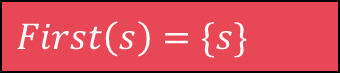 First(s) = {s}